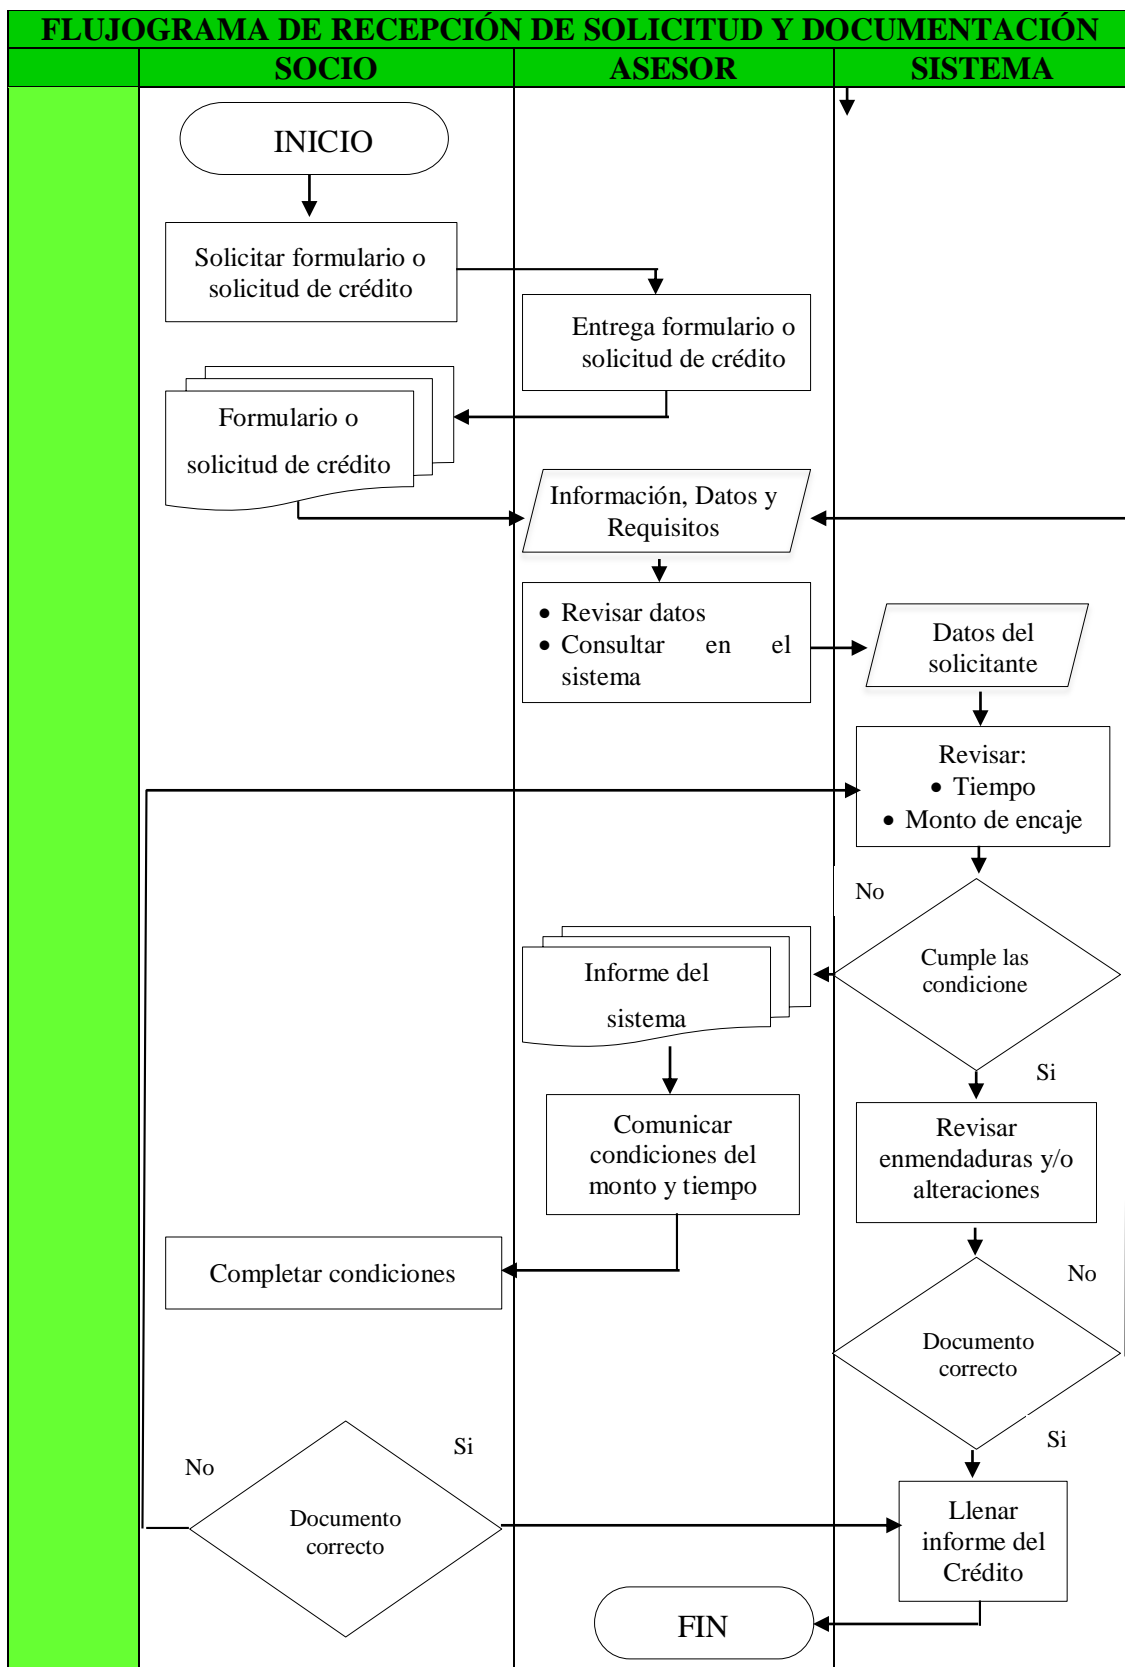 FLUJOGRAMA DE RECEPCIÓN DE SOLICITUD Y DOCUMENTACIÓN
SOCIO
ASESOR
SISTEMA
INICIO
Solicitar formulario o
solicitud de crédito
Entrega formulario o
solicitud de crédito
Formulario o
solicitud de crédito
Información, Datos y
Requisitos
• Revisar datos
• Consultar en el
sistema
Datos del
solicitante
Revisar:
• Tiempo
• Monto de encaje
No
Cumple las
condicione
Informe del
sistema
Si
Comunicar
condiciones del
monto y tiempo
Revisar
enmendaduras y/o
alteraciones
Completar condiciones
No
Documento
correcto
Si
No
Si
Documento
correcto
Llenar
informe del
Crédito
FIN